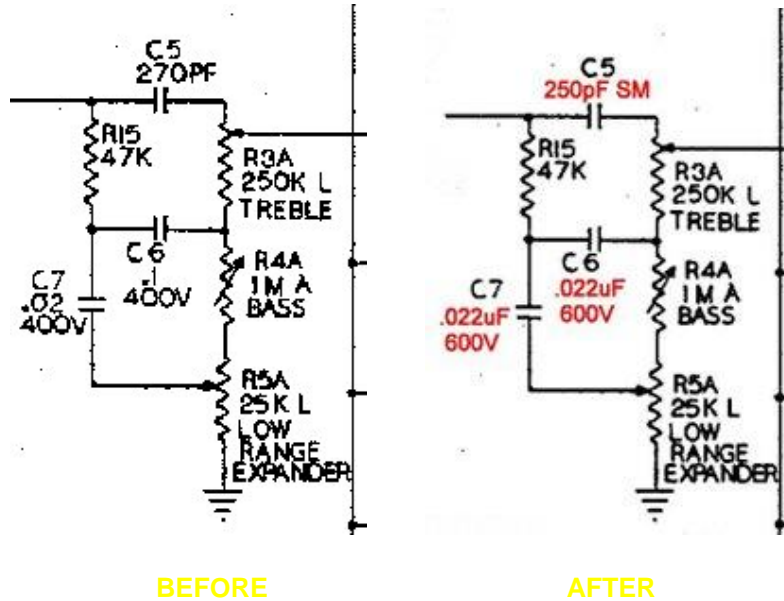 C5
270PF
R15
47K
R3A
250K L
TREBLE
C6
.1
400V
C7
.02
400V
R4A
1M A
BASS
R5A
25K L
LOW
RANGE
EXPANDER
BEFORE
C5
250pF SM
R15
47K
R3A
250K L
TREBLE
C6
.022uF
600V
C7
.022uF
600V
R4A
1M A
BASS
R5A
25K L
LOW
RANGE
EXPANDER
AFTER